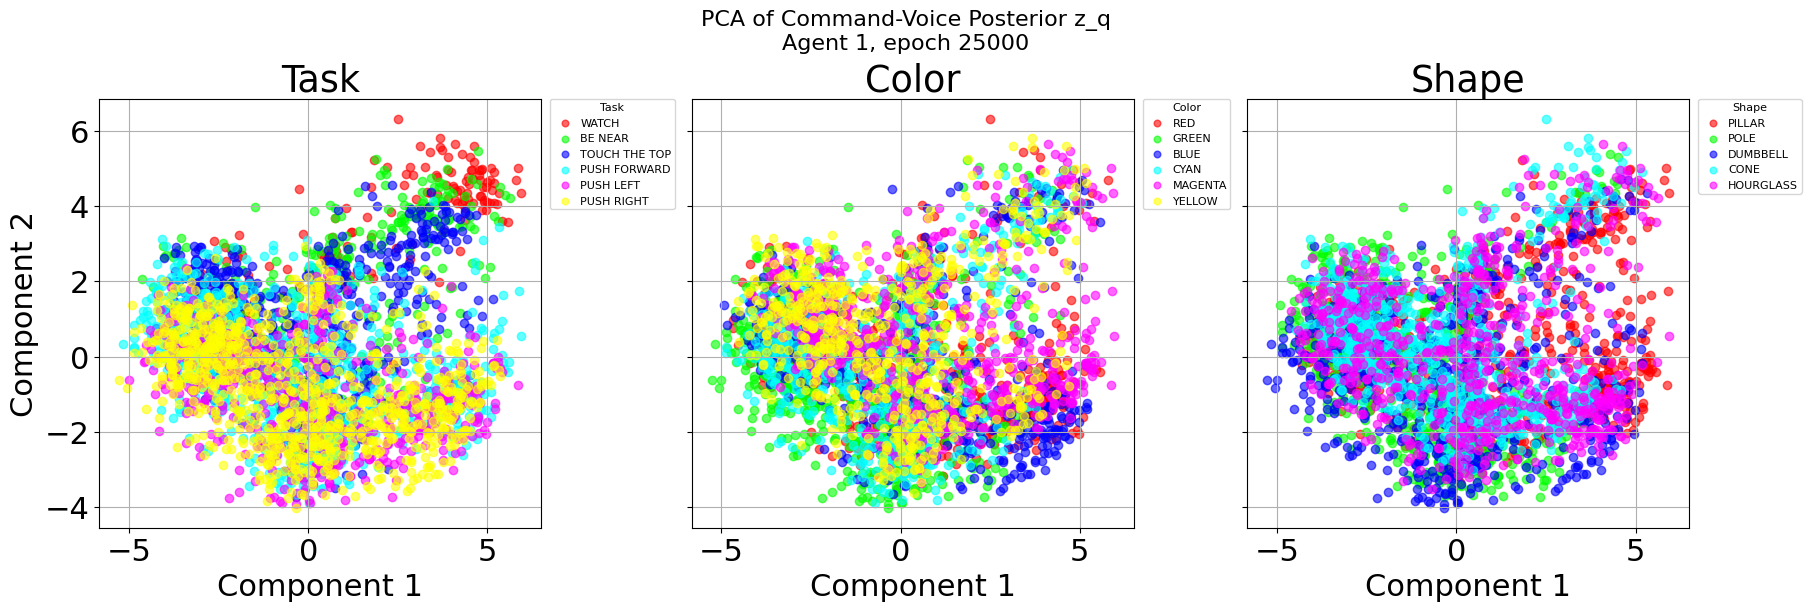 PCA of Command-Voice Posterior z_q
Agent 1, epoch 25000
Task
Color
Shape
Component 2
6
4
2
0
−2
−4
−5 0 5
Component 1
Task
WATCH
BE NEAR
TOUCH THE TOP
PUSH FORWARD
PUSH LEFT
PUSH RIGHT
−5 0 5
Component 1
Color
RED
GREEN
BLUE
CYAN
MAGENTA
YELLOW
−5 0 5
Component 1
Shape
PILLAR
POLE
DUMBBELL
CONE
HOURGLASS